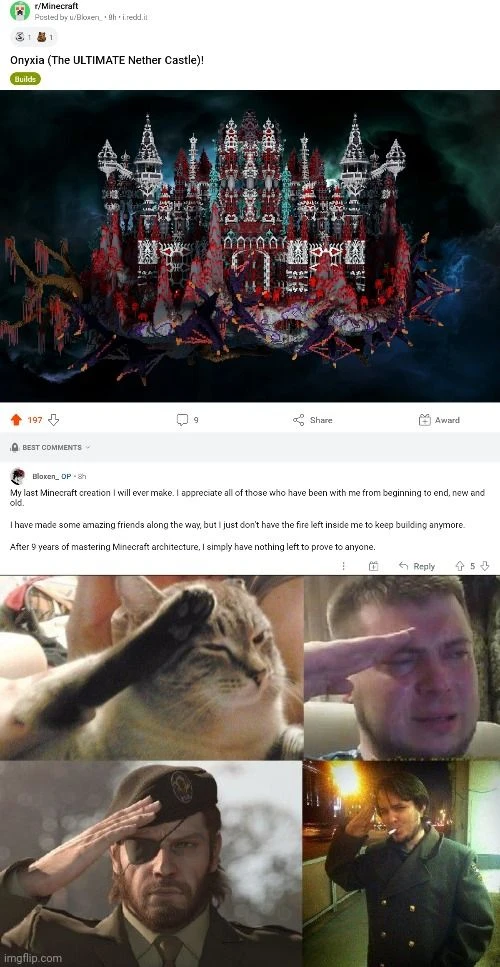 r/Minecraft
Posted by u/Bloxen_ • 8h • i.redd.it
1 1
Onyxia (The ULTIMATE Nether Castle)!
Builds
197 9 Share Award
BEST COMMENTS
Bloxen_ OP • 8h
My last Minecraft creation I will ever make. I appreciate all of those who have been with me from beginning to end, new and
old.
I have made some amazing friends along the way, but I just don't have the fire left inside me to keep building anymore.
After 9 years of mastering Minecraft architecture, I simply have nothing left to prove to anyone.
Reply 5
imgflip.com